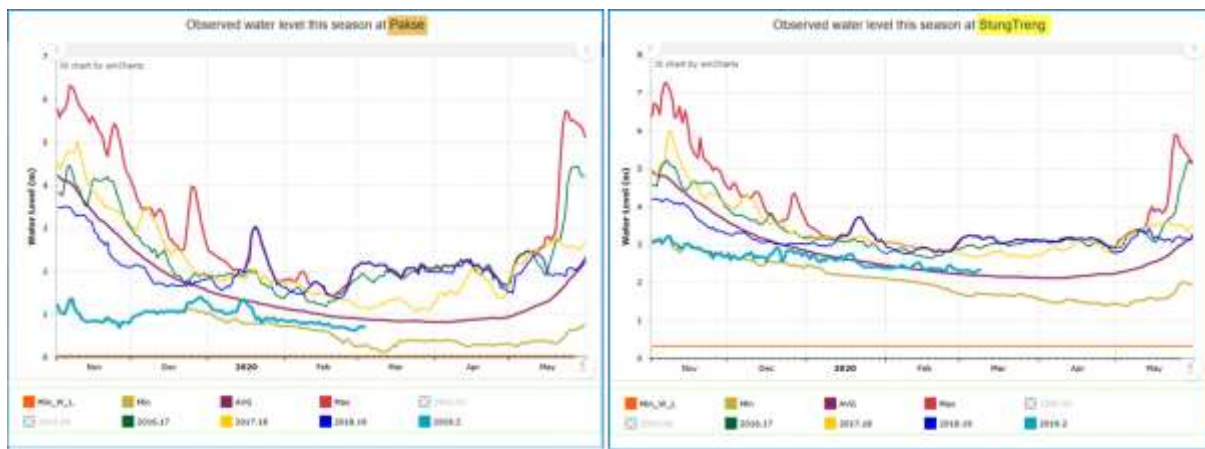 Observed water level this season at Pakse
JS chart by amCharts
Water Level (m)
7
6
5
4
3
2
1
0
Nov
Dec
2020
Feb
Mar
Apr
May
Min_W_L
Min
AVG
Max
2016.17
2017.18
2018.19
2019.2
Observed water level this season at StungTreng
JS chart by amCharts
Water Level (m)
8
7
6
5
4
3
2
1
0
Nov
Dec
2020
Feb
Mar
Apr
May
Min_W_L
Min
AVG
Max
2016.17
2017.18
2018.19
2019.2